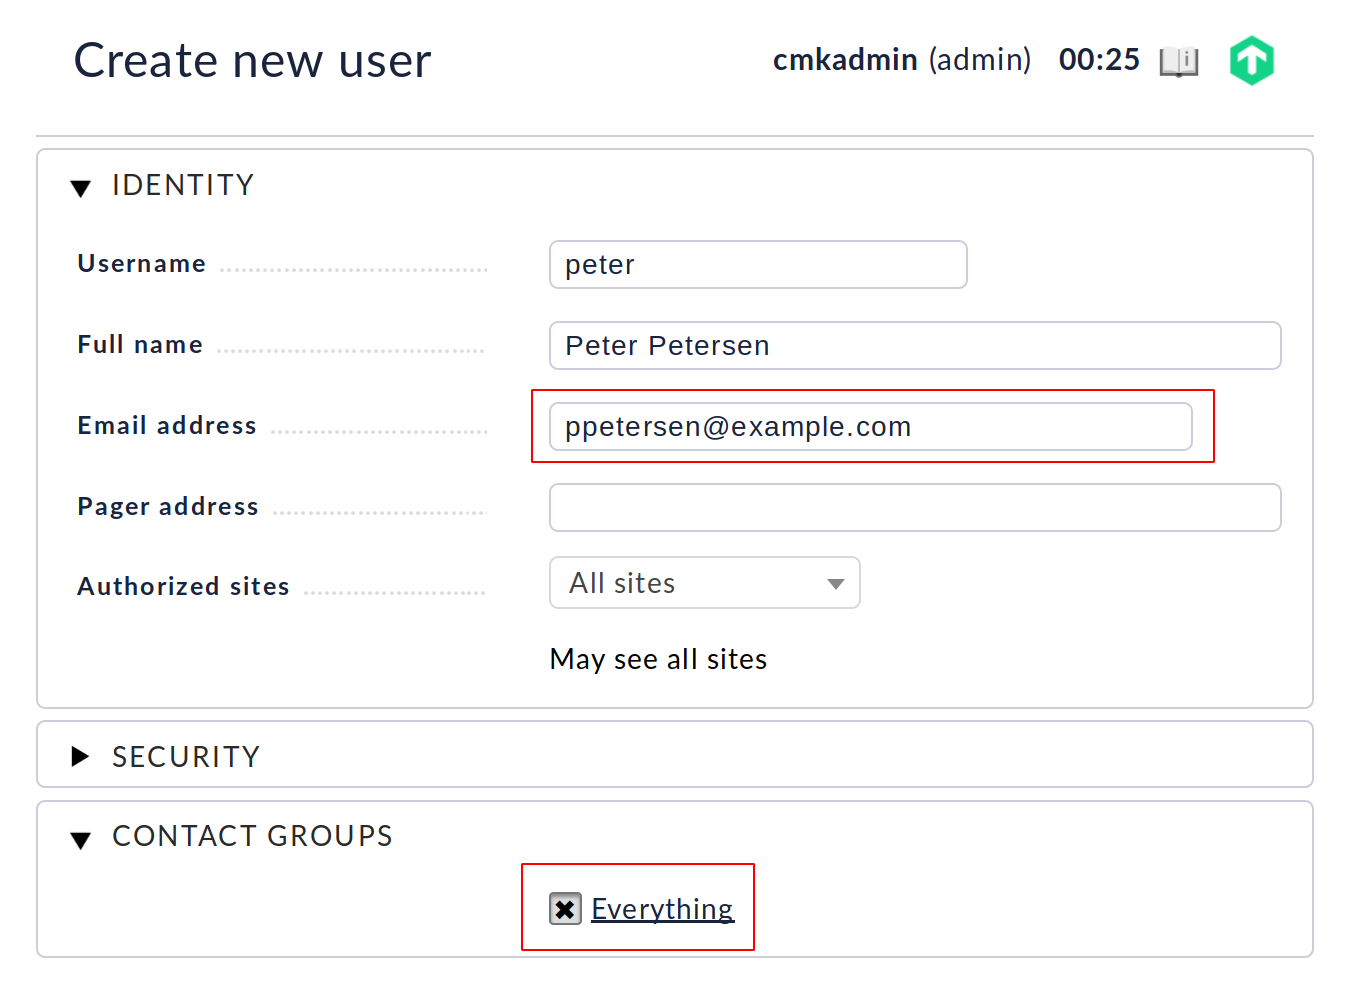 Create new user
cmkadmin (admin) 00:25
IDENTITY
Username peter
Full name Peter Petersen
Email address ppetersen@example.com
Pager address
Authorized sites All sites
May see all sites
SECURITY
CONTACT GROUPS
Everything